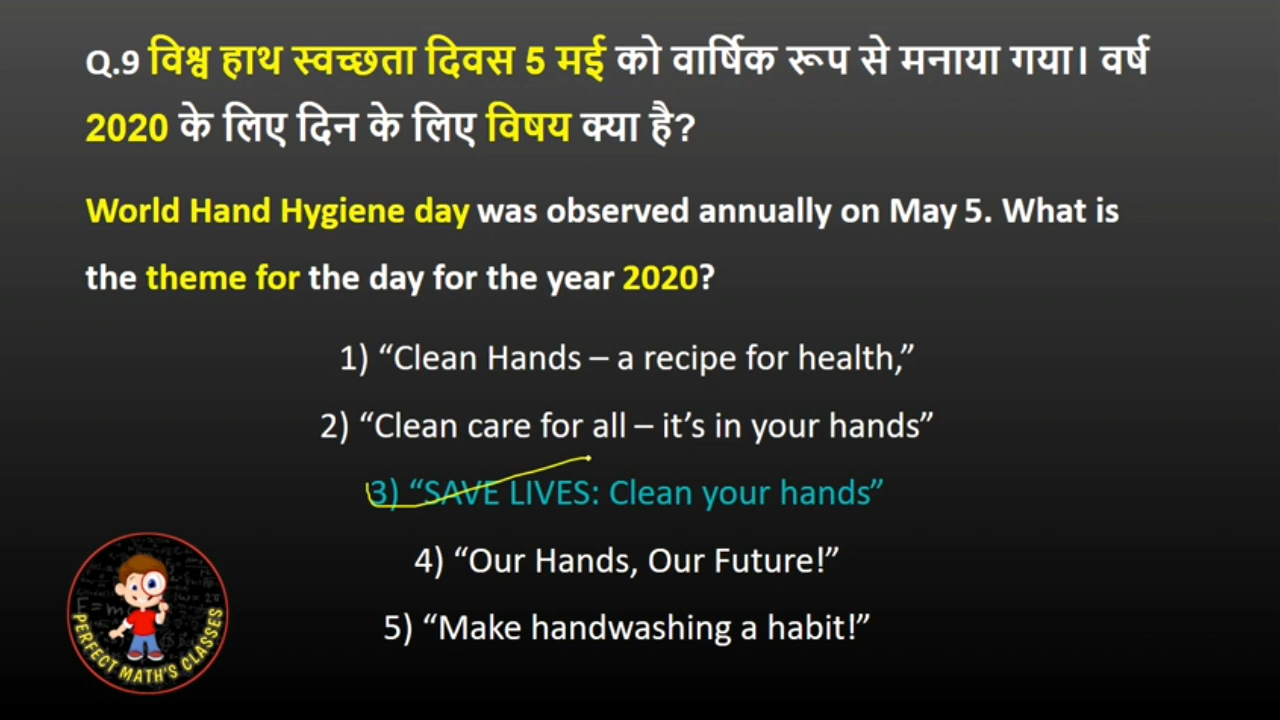 Q.9 विश्व हाथ स्वच्छता दिवस 5 मई को वार्षिक रूप से मनाया गया। वर्ष
2020 के लिए दिन के लिए विषय क्या है?
World Hand Hygiene day was observed annually on May 5. What is
the theme for the day for the year 2020?
1) “Clean Hands – a recipe for health,”
2) “Clean care for all – it’s in your hands”
3) “SAVE LIVES: Clean your hands”
4) “Our Hands, Our Future!”
5) “Make handwashing a habit!”
PERFECT MATH'S CLASSES